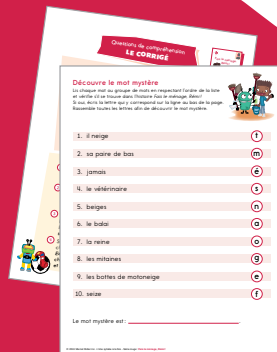 Questions de compréhension
LE CORRIGÉ
Découvre le mot mystère
Lis chaque mot ou groupe de mots en respectant l'ordre de la liste
et vérifie s'il se trouve dans l'histoire Fais le ménage, Rémi!.
Si oui, écris la lettre qui y correspond sur la ligne au bas de la page.
Rassemble toutes les lettres afin de découvrir le mot mystère.
1. il neige t
2. sa paire de bas m
3. jamais é
4. le vétérinaire s
5. beiges n
6. le balai a
7. la reine o
8. les mitaines g
9. les bottes de motoneige e
10. seize f
Le mot mystère est :